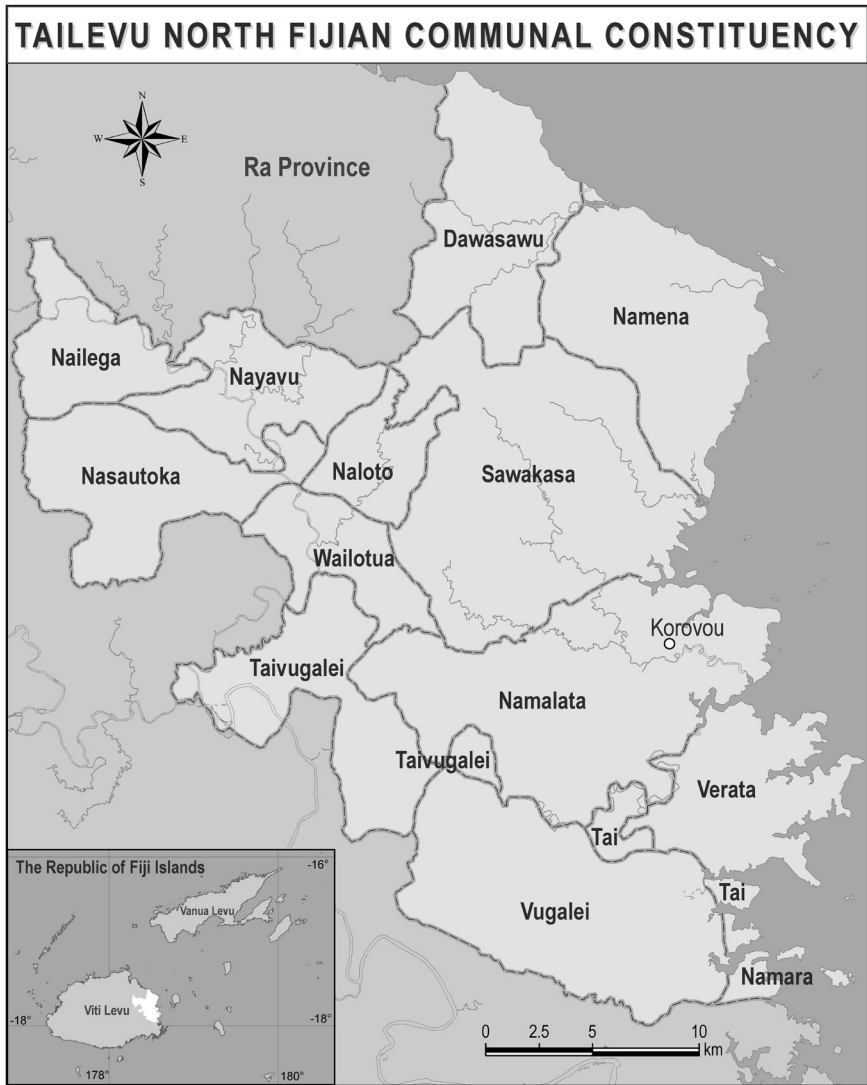 TAILEVU NORTH FIJIAN COMMUNAL CONSTITUENCY
N
W
E
S
Ra Province
Dawasawu
Namena
Nailega
Nayavu
Nasautoka
Naloto
Sawakasa
Wailotua
Korovou
Taivugalei
Namalata
Taivugalei
Verata
Tai
Tai
Vugalei
Namara
The Republic of Fiji Islands
-16°
Vanua Levu
Viti Levu
-18°
-18°
178°
180°
0
2.5
5
10
km